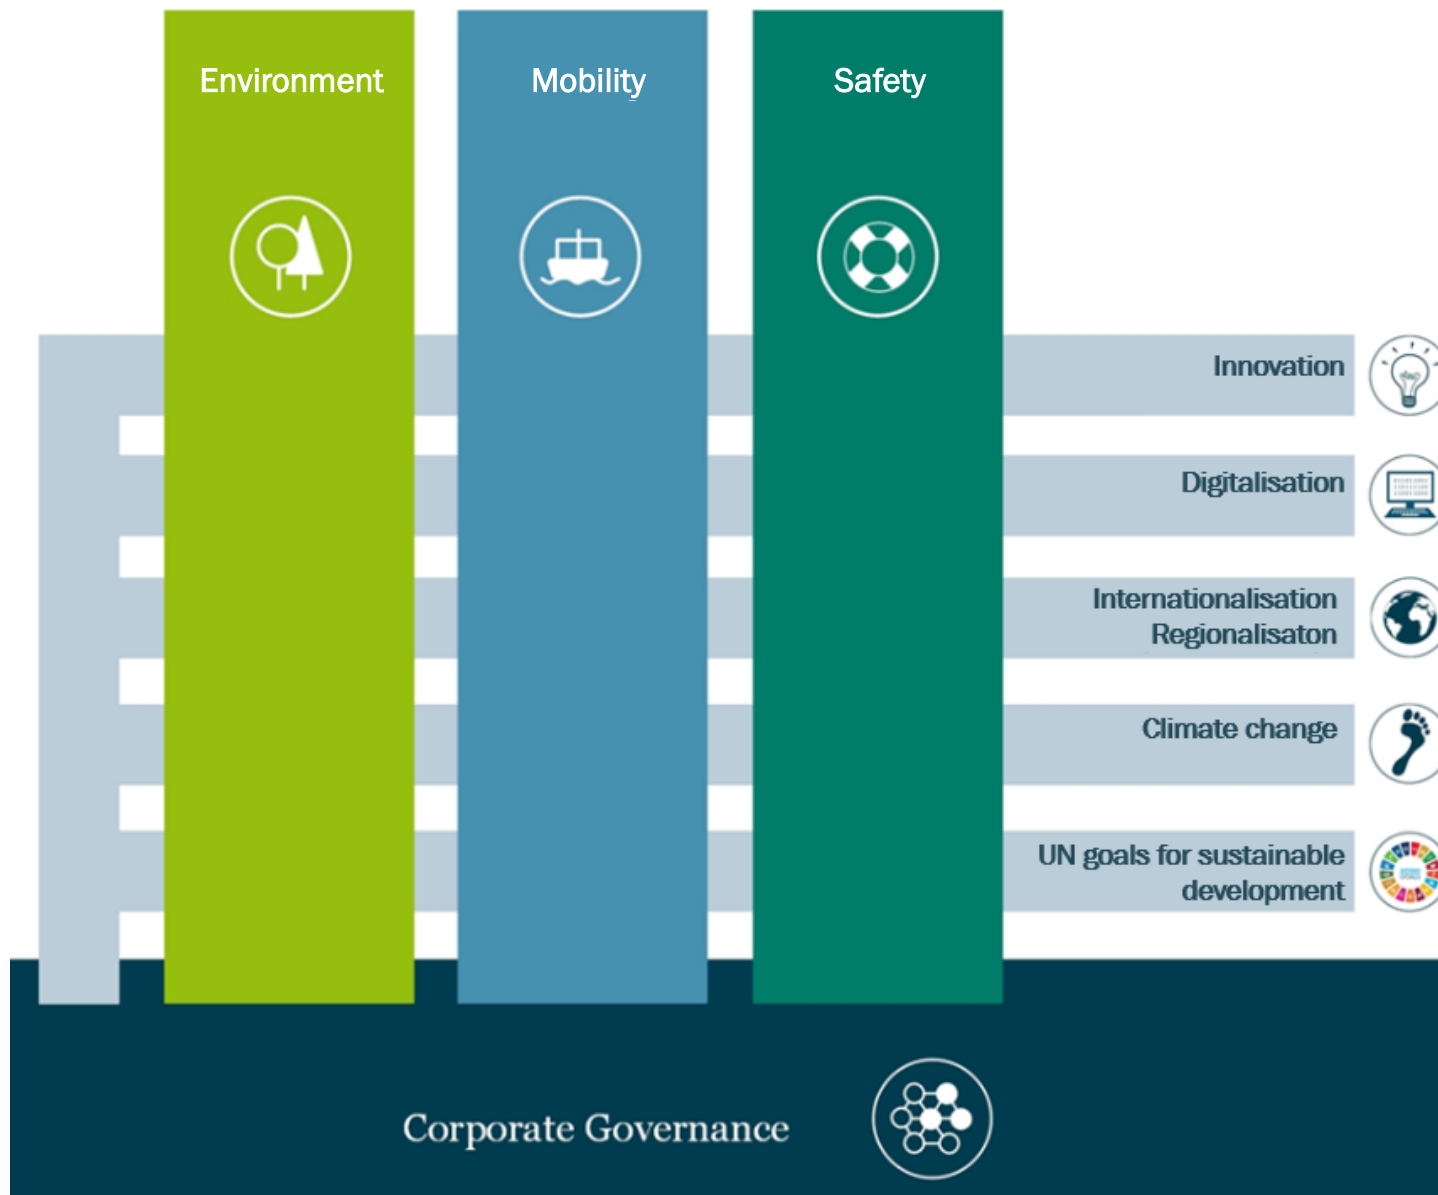 Environment
Mobility
Safety
Innovation
Digitalisation
Internationalisation
Regionalisaton
Climate change
UN goals for sustainable
development
Corporate Governance